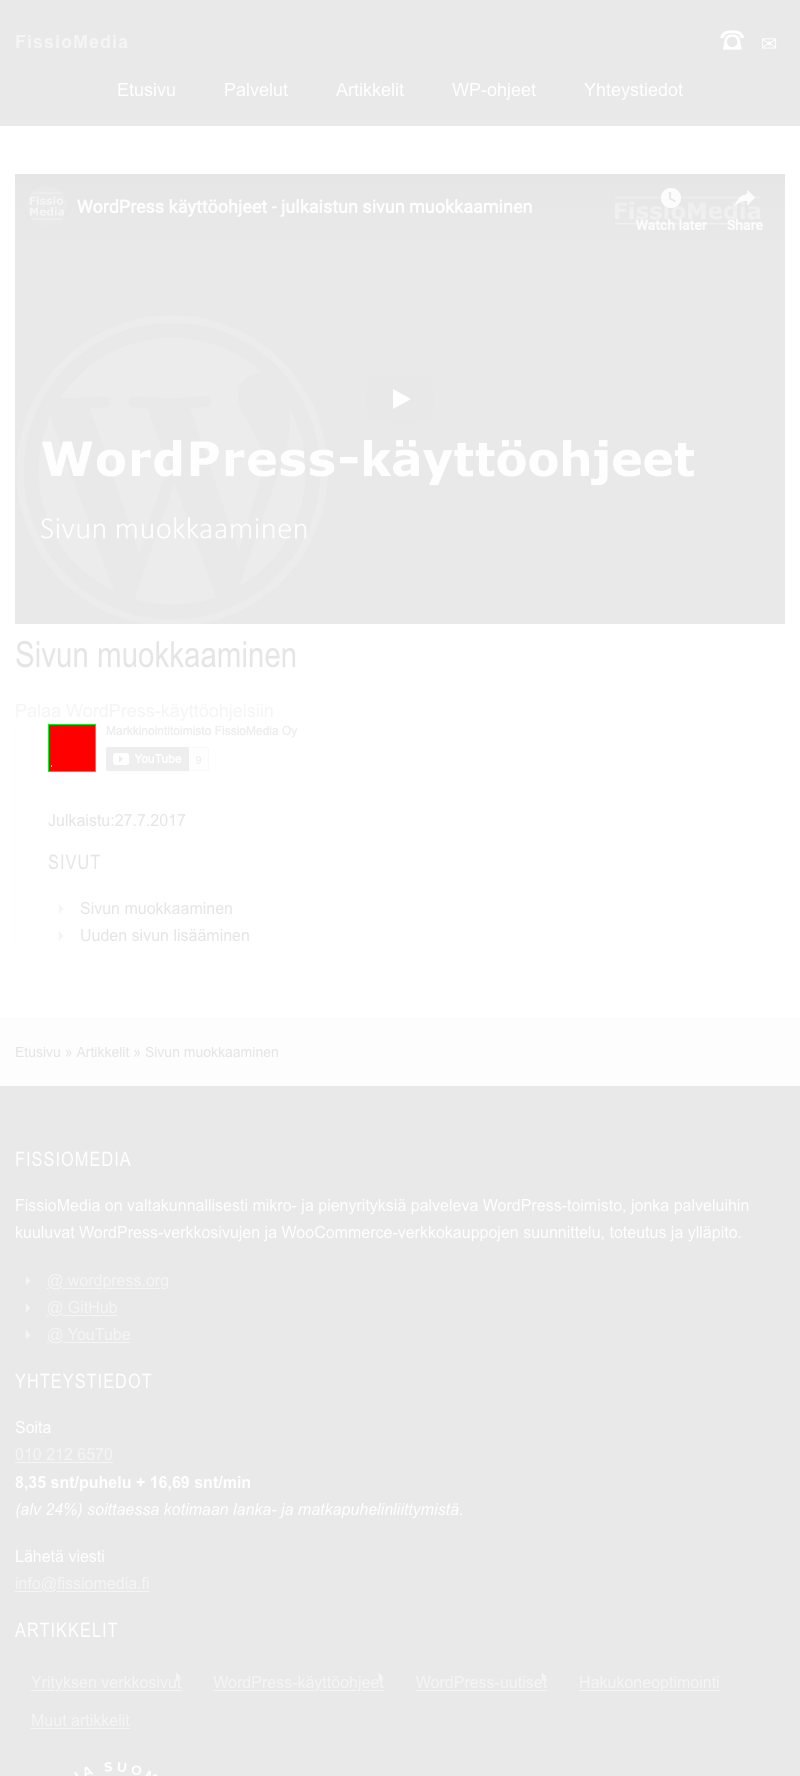 FissioMedia
Etusivu Palvelut Artikkelit WP-ohjeet Yhteystiedot
Fissio
Media
WordPress käyttöohjeet - julkaistun sivun muokkaaminen
FissioMedia
Watch later Share
WordPress-käyttöohjeet
Sivun muokkaaminen
Sivun muokkaaminen
Palaa WordPress-käyttöohjeisiin
Markkinointitoimisto FissioMedia Oy
YouTube 9
Julkaistu:27.7.2017
SIVUT
Sivun muokkaaminen
Uuden sivun lisääminen
Etusivu » Artikkelit » Sivun muokkaaminen
FISSIOMEDIA
FissioMedia on valtakunnallisesti mikro- ja pienyrityksiä palveleva WordPress-toimisto, jonka palveluihin
kuuluvat WordPress-verkkosivujen ja WooCommerce-verkkokauppojen suunnittelu, toteutus ja ylläpito.
@ wordpress.org
@ GitHub
@ YouTube
YHTEYSTIEDOT
Soita
010 212 6570
8,35 snt/puhelu + 16,69 snt/min
(alv 24%) soittaessa kotimaan lanka- ja matkapuhelinliittymistä.
Lähetä viesti
info@fissiomedia.fi
ARTIKKELIT
Yrityksen verkkosivut WordPress-käyttöohjeet WordPress-uutiset Hakukoneoptimointi
Muut artikkelit